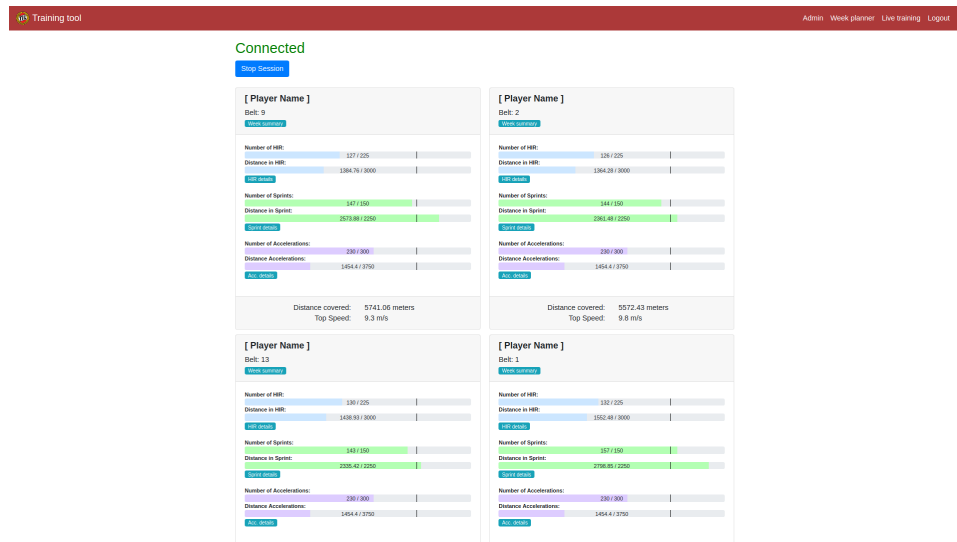 Training tool
Admin Week planner Live training Logout
Connected
Stop Session
[ Player Name ]
Belt: 9
Week summary
Number of HIR:
127 / 225
Distance in HIR:
1384.76 / 3000
HIR details
Number of Sprints:
147 / 150
Distance in Sprint:
2573.88 / 2250
Sprint details
Number of Accelerations:
230 / 300
Distance Accelerations:
1454.4 / 3750
Acc. details
Distance covered: 5741.06 meters
Top Speed: 9.3 m/s
[ Player Name ]
Belt: 2
Week summary
Number of HIR:
126 / 225
Distance in HIR:
1364.28 / 3000
HIR details
Number of Sprints:
144 / 150
Distance in Sprint:
2361.48 / 2250
Sprint details
Number of Accelerations:
230 / 300
Distance Accelerations:
1454.4 / 3750
Acc. details
Distance covered: 5572.43 meters
Top Speed: 9.8 m/s
[ Player Name ]
Belt: 13
Week summary
Number of HIR:
130 / 225
Distance in HIR:
1438.93 / 3000
HIR details
Number of Sprints:
143 / 150
Distance in Sprint:
2335.42 / 2250
Sprint details
Number of Accelerations:
230 / 300
Distance Accelerations:
1454.4 / 3750
Acc. details
[ Player Name ]
Belt: 1
Week summary
Number of HIR:
132 / 225
Distance in HIR:
1552.48 / 3000
HIR details
Number of Sprints:
157 / 150
Distance in Sprint:
2798.85 / 2250
Sprint details
Number of Accelerations:
230 / 300
Distance Accelerations:
1454.4 / 3750
Acc. details